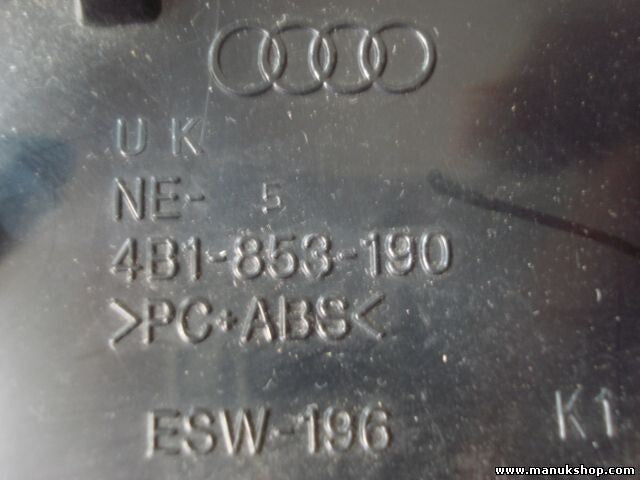 U K
NE- 5
4B1-853-190
>PC+ABS<
ESW-196
K1
www.manukshop.com